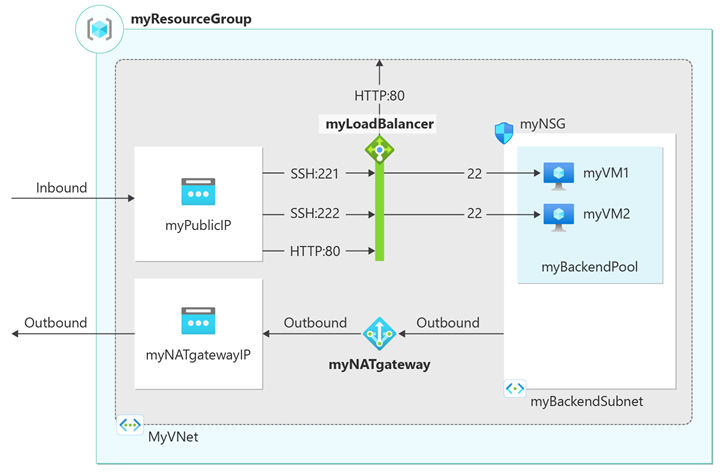 myResourceGroup
HTTP:80
myLoadBalancer
myNSG
Inbound
myPublicIP
SSH:221
22
myVM1
SSH:222
22
myVM2
HTTP:80
myBackendPool
Outbound
myNATgatewayIP
Outbound
myNATgateway
Outbound
myBackendSubnet
MyVNet